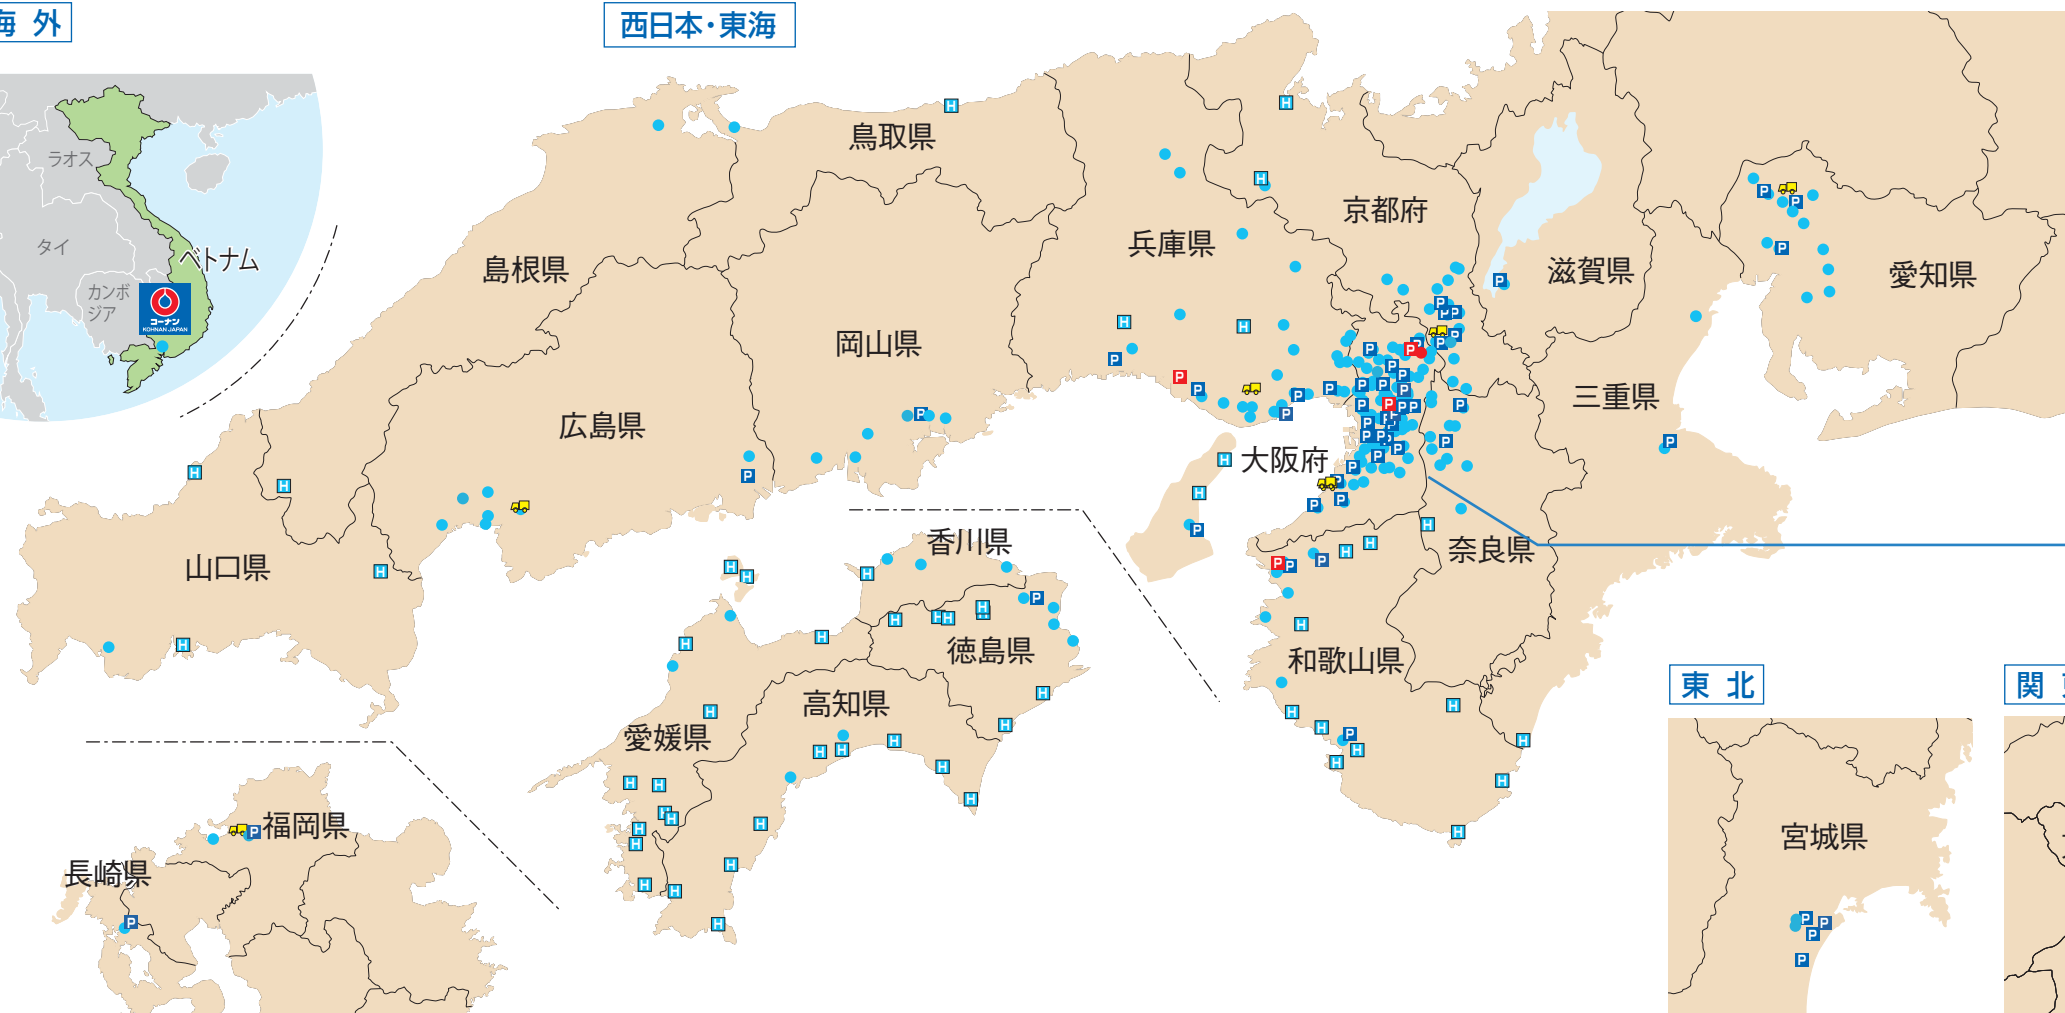 海 外
西日本・東海
ラオス
タイ
ベトナム
カンボ
ジア
コーナン
KOHNAN JAPAN
鳥取県
島根県
岡山県
広島県
山口県
兵庫県
京都府
滋賀県
愛知県
三重県
大阪府
奈良県
和歌山県
香川県
徳島県
高知県
愛媛県
福岡県
長崎県
東 北
宮城県
関